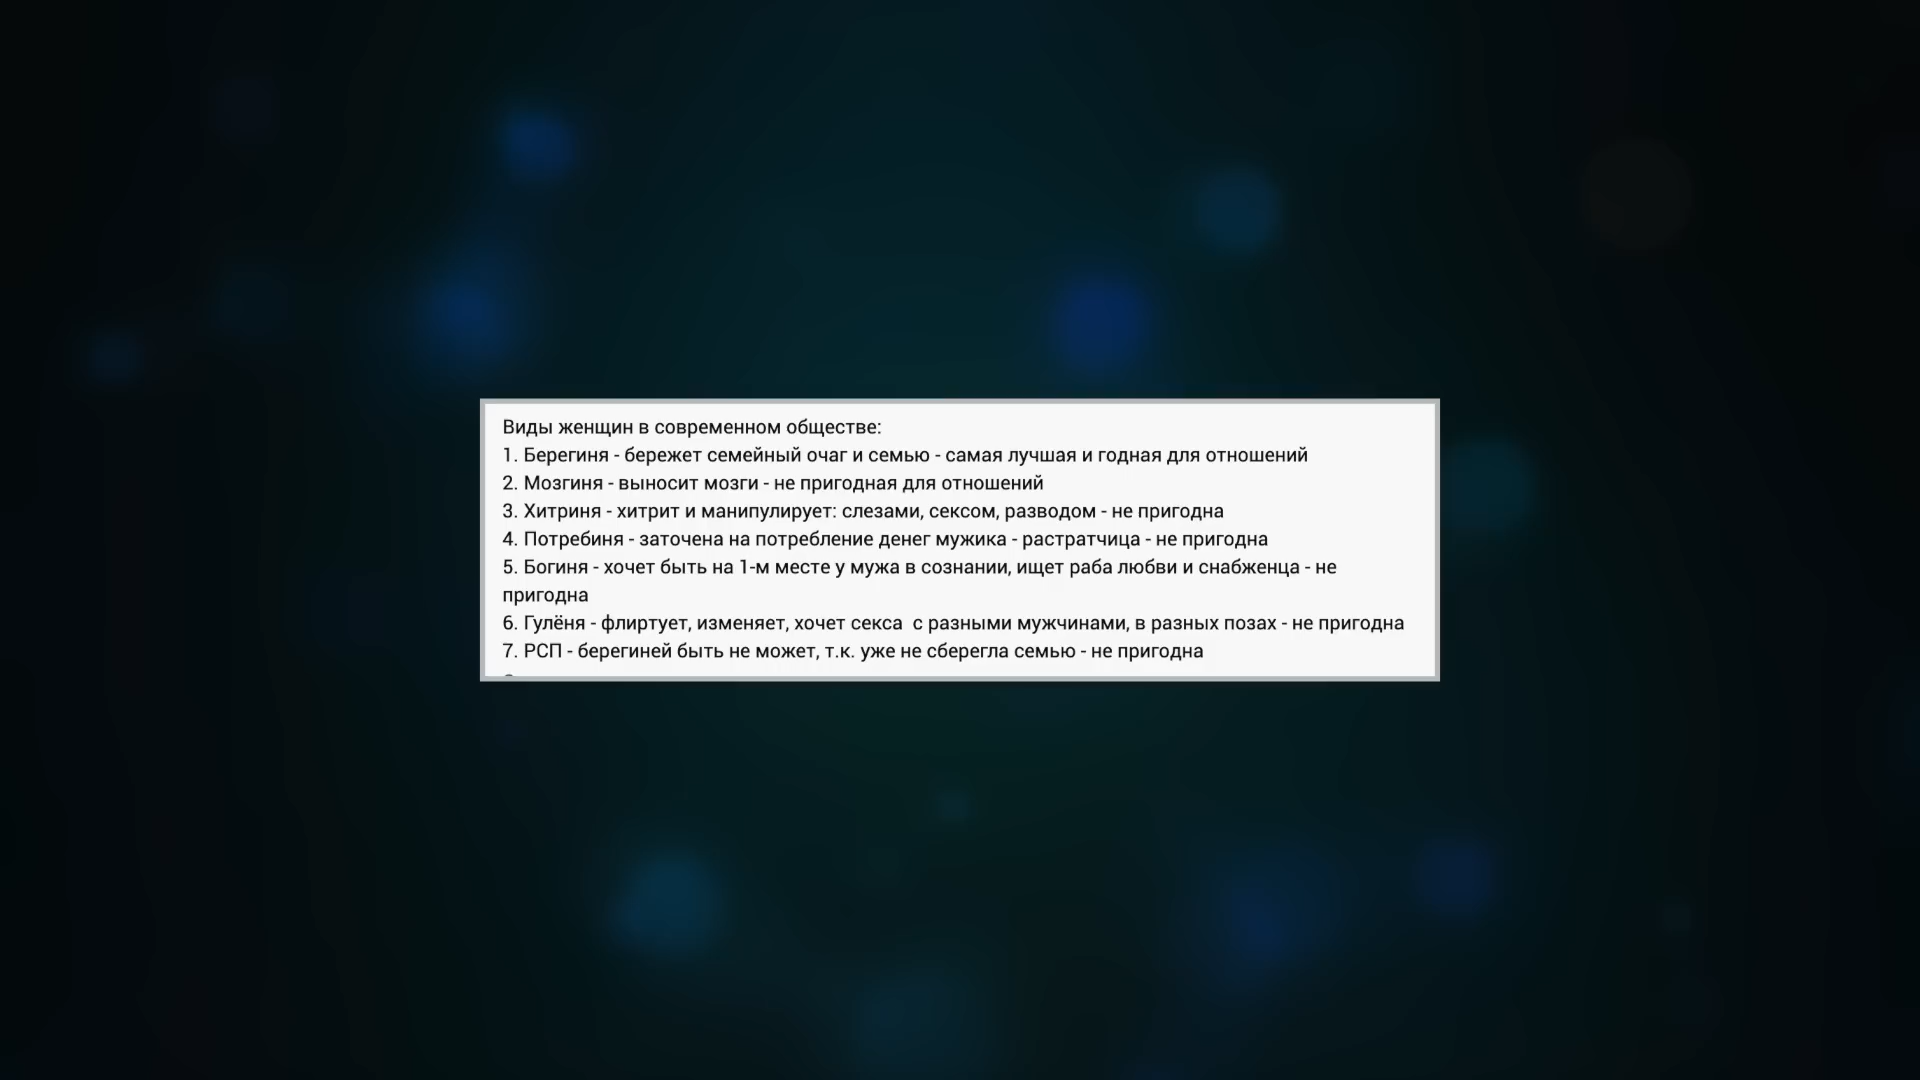 Виды женщин в современном обществе:
1. Берегиня - бережет семейный очаг и семью - самая лучшая и годная для отношений
2. Мозгиня - выносит мозги - не пригодная для отношений
3. Хитриня - хитрит и манипулирует: слезами, сексом, разводом - не пригодна
4. Потребиня - заточена на потребление денег мужика - растратчица - не пригодна
5. Богиня - хочет быть на 1-м месте у мужа в сознании, ищет раба любви и снабженца - не
пригодна
6. Гулёня - флиртует, изменяет, хочет секса  с разными мужчинами, в разных позах - не пригодна
7. РСП - берегиней быть не может, т.к. уже не сберегла семью - не пригодна